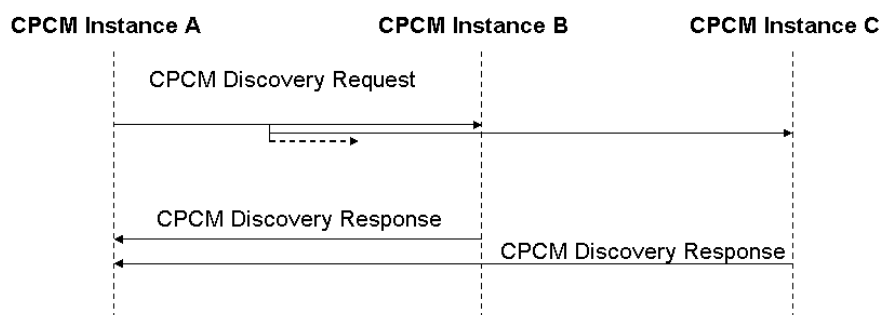 CPCM Instance A
CPCM Instance B
CPCM Instance C
CPCM Discovery Request
CPCM Discovery Response
CPCM Discovery Response